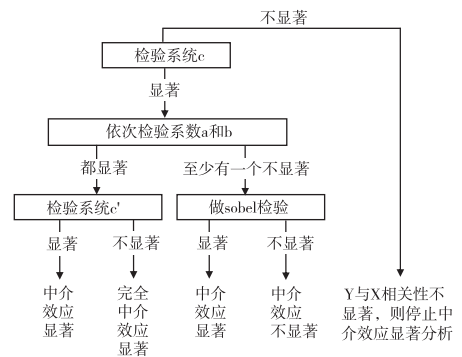 不显著
检验系统c
显著
依次检验系数a和b
都显著
至少有一个不显著
检验系统c'
做sobel检验
显著
不显著
显著
不显著
中介
效应
显著
完全
中介
效应
显著
中介
效应
显著
中介
效应
不显著
Y与X相关性不
显著，则停止中
介效应显著分析